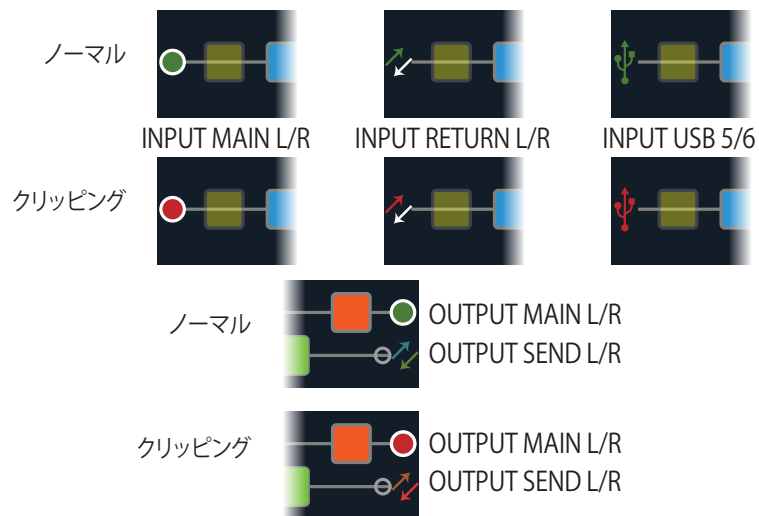 ノーマル
INPUT MAIN L/R INPUT RETURN L/R INPUT USB 5/6
クリッピング
ノーマル
OUTPUT MAIN L/R
OUTPUT SEND L/R
クリッピング
OUTPUT MAIN L/R
OUTPUT SEND L/R